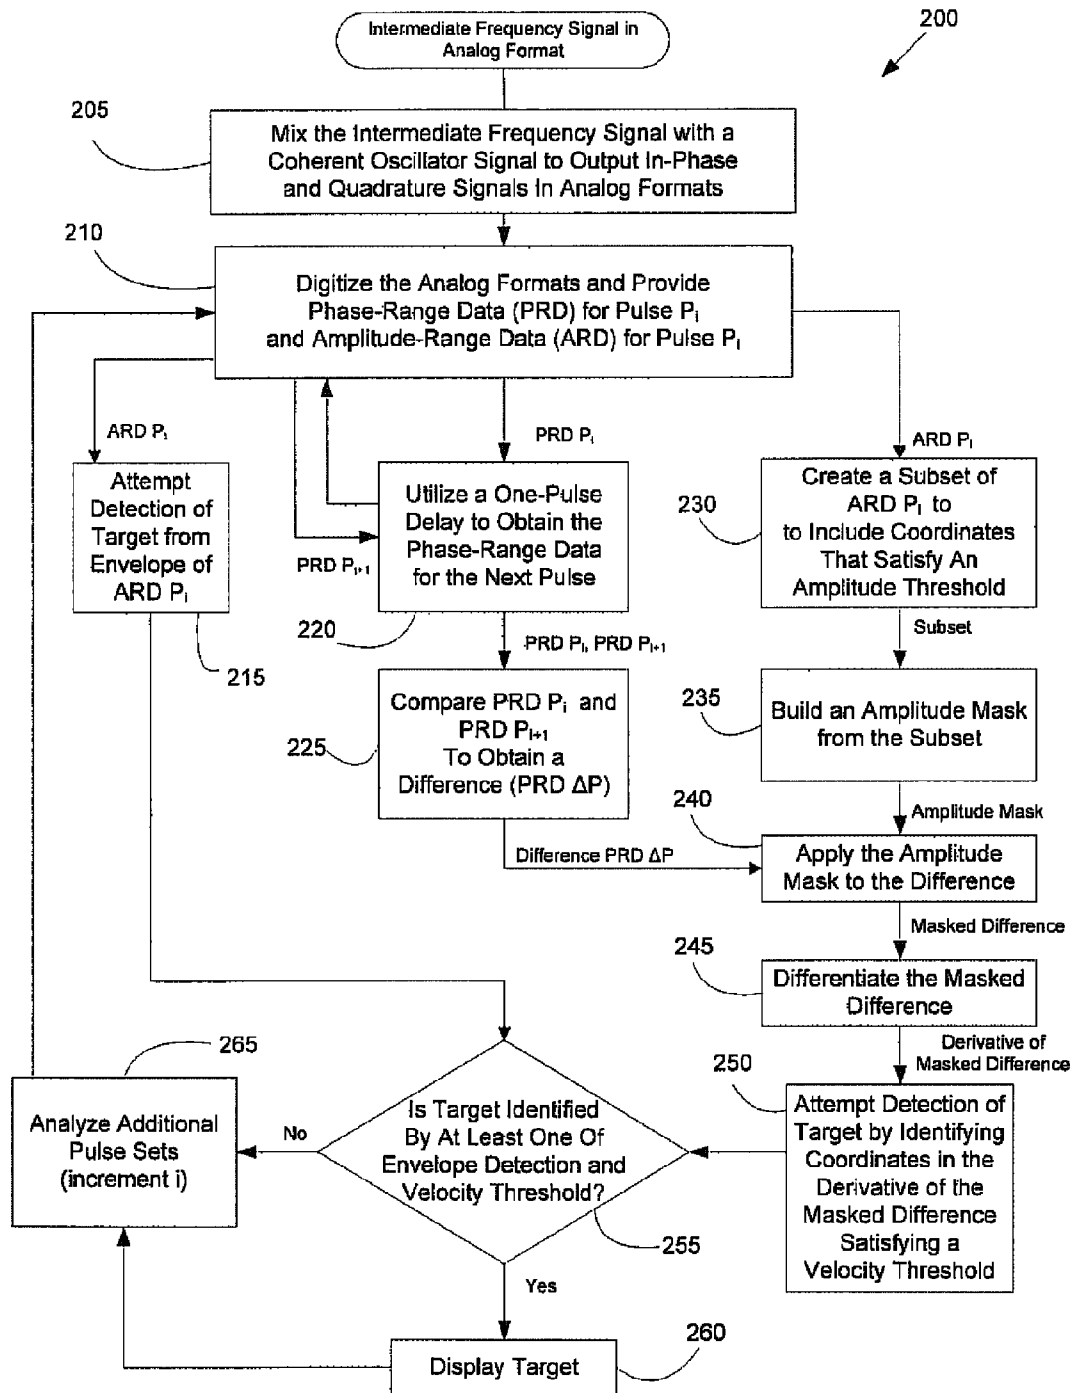 Intermediate Frequency Signal in
Analog Format
200
205
Mix the Intermediate Frequency Signal with a
Coherent Oscillator Signal to Output In-Phase
and Quadrature Signals In Analog Formats
210
Digitize the Analog Formats and Provide
Phase-Range Data (PRD) for Pulse Pi
and Amplitude-Range Data (ARD) for Pulse Pi
ARD Pi
PRD Pi
ARD Pi
Attempt
Detection of
Target from
Envelope of
ARD Pi
215
PRD Pi+1
Utilize a One-Pulse
Delay to Obtain the
Phase-Range Data
for the Next Pulse
220
PRD Pi, PRD Pi+1
230
Create a Subset of
ARD Pi to
to Include Coordinates
That Satisfy An
Amplitude Threshold
Subset
225
Compare PRD Pi and
PRD Pi+1
To Obtain a
Difference (PRD ΔP)
235
Build an Amplitude Mask
from the Subset
Amplitude Mask
Difference PRD ΔP
240
Apply the Amplitude
Mask to the Difference
Masked Difference
245
Differentiate the Masked
Difference
Derivative of
Masked Difference
250
Attempt Detection of
Target by Identifying
Coordinates in the
Derivative of the
Masked Difference
Satisfying a
Velocity Threshold
Is Target Identified
By At Least One Of
Envelope Detection and
Velocity Threshold?
255
No
265
Analyze Additional
Pulse Sets
(increment i)
Yes
260
Display Target